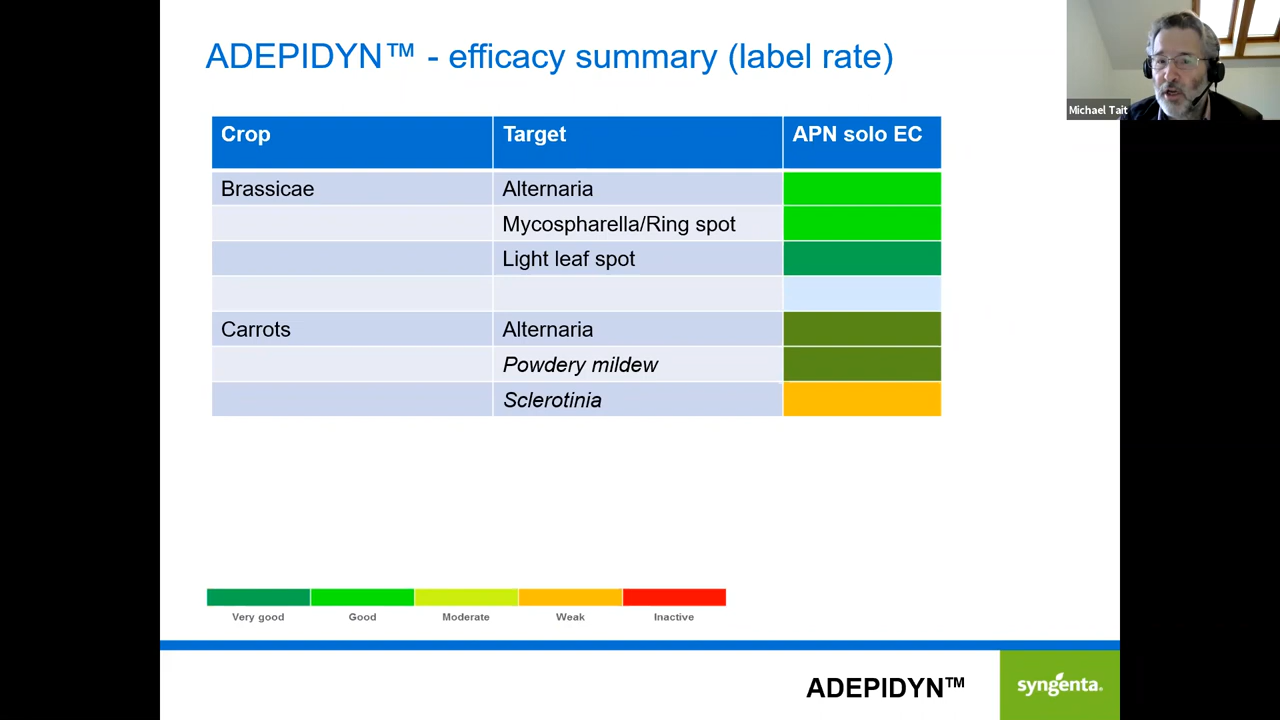 ADEPIDYN™ - efficacy summary (label rate)
Michael Tait
Crop Target APN solo EC
Brassicae Alternaria
Mycospharella/Ring spot
Light leaf spot
Carrots Alternaria
Powdery mildew
Sclerotinia
Very good Good Moderate Weak Inactive
ADEPIDYN™
syngenta.